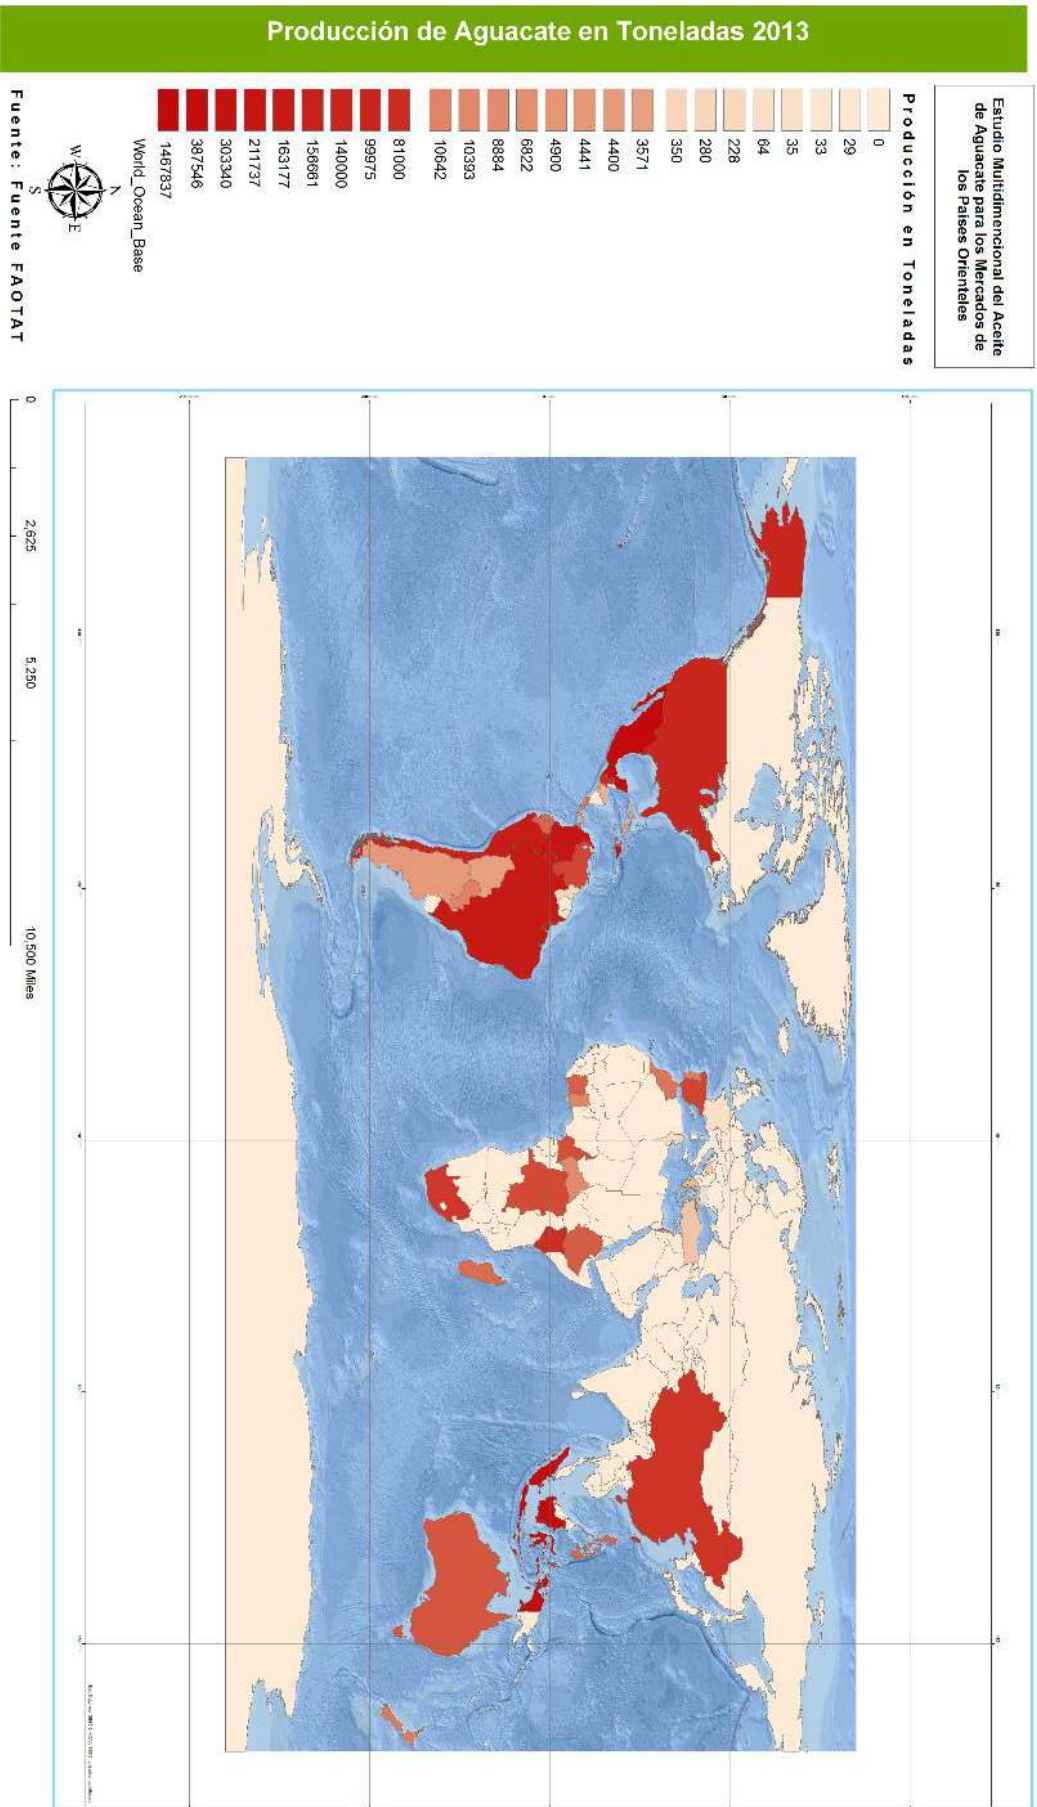 Producción de Aguacate en Toneladas 2013
Estudio Multidimencional del Aceite
de Aguacate para los Mercados de
los Países Orienteles
Producción en Toneladas
0
29
33
35
64
228
280
350
3571
4400
4441
4900
6822
8884
10393
10642
81000
99975
140000
156681
163177
211737
303340
387546
1467837
World_Ocean_Base
W
E
S
Fuente: Fuente FAOTAT
0
2,625
5,250
10,500 Miles